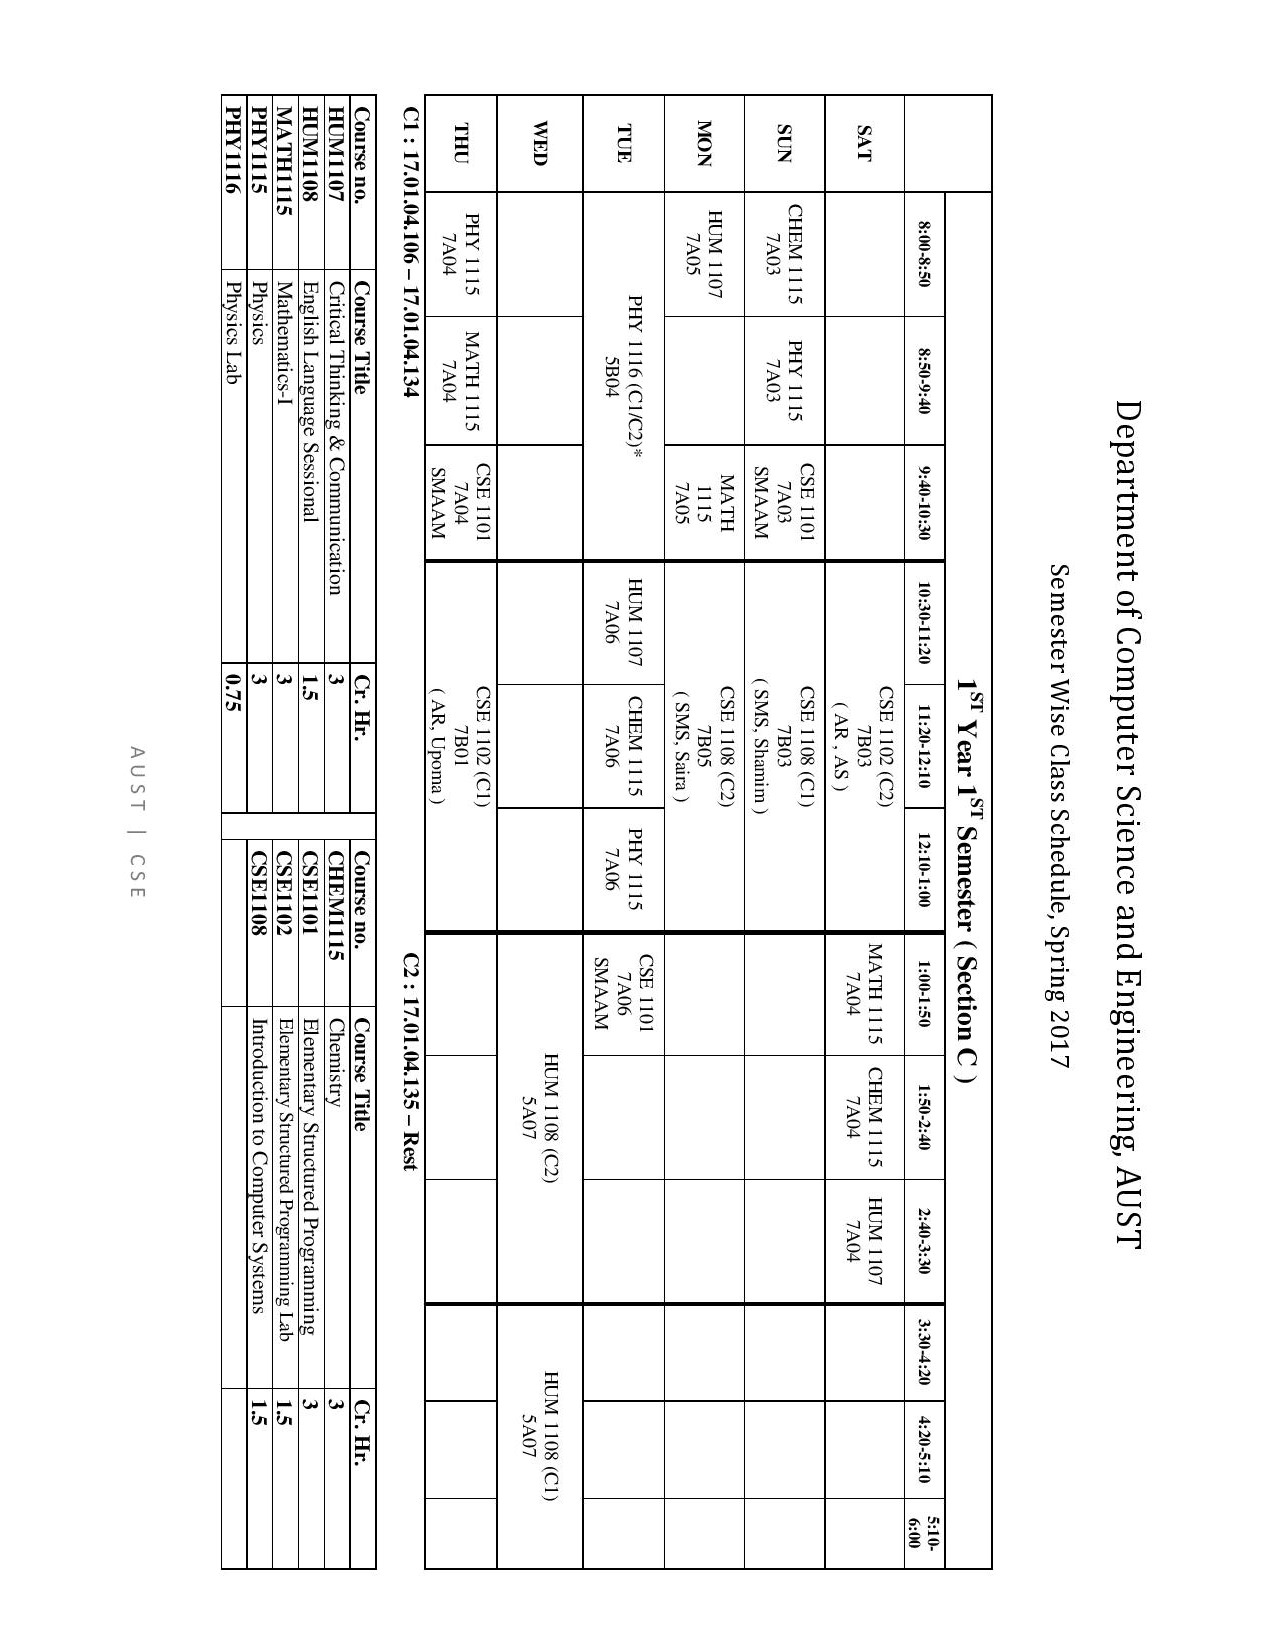 Department of Computer Science and Engineering, AUST
Semester Wise Class Schedule, Spring 2017
1ST Year 1ST Semester ( Section C )
8:00-8:50 8:50-9:40 9:40-10:30 10:30-11:20 11:20-12:10 12:10-1:00 1:00-1:50 1:50-2:40 2:40-3:30 3:30-4:20 4:20-5:10 5:10-
6:00
SAT
CSE 1102 (C2)
7B03
( AR , AS )
MATH 1115
7A04
CHEM 1115
7A04
HUM 1107
7A04
SUN
CHEM 1115
7A03
PHY 1115
7A03
CSE 1101
7A03
SMAAM
CSE 1108 (C1)
7B03
( SMS, Shamim )
MON
HUM 1107
7A05
MATH
1115
7A05
CSE 1108 (C2)
7B05
( SMS, Saira )
TUE
PHY 1116 (C1/C2)*
5B04
HUM 1107
7A06
CHEM 1115
7A06
PHY 1115
7A06
CSE 1101
7A06
SMAAM
WED
HUM 1108 (C2)
5A07
HUM 1108 (C1)
5A07
THU
PHY 1115
7A04
MATH 1115
7A04
CSE 1101
7A04
SMAAM
CSE 1102 (C1)
7B01
( AR, Upoma )
C1 : 17.01.04.106 – 17.01.04.134 C2 : 17.01.04.135 – Rest
Course no. Course Title Cr. Hr. Course no. Course Title Cr. Hr.
HUM1107 Critical Thinking & Communication 3 CHEM1115 Chemistry 3
HUM1108 English Language Sessional 1.5 CSE1101 Elementary Structured Programming 3
MATH1115 Mathematics-I 3 CSE1102 Elementary Structured Programming Lab 1.5
PHY1115 Physics 3 CSE1108 Introduction to Computer Systems 1.5
PHY1116 Physics Lab 0.75
AUST | CSE